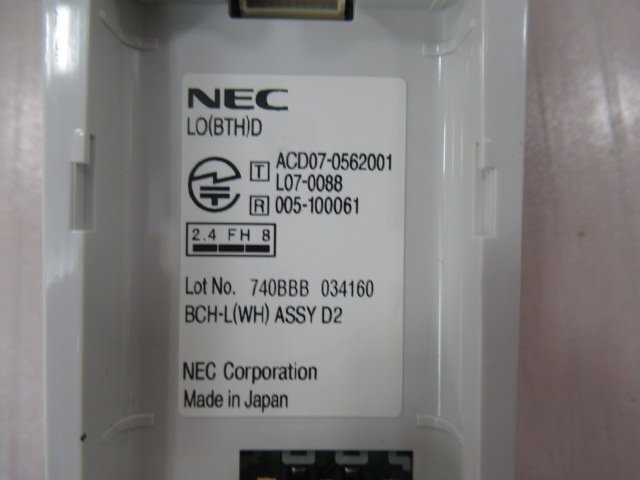 NEC
LO(BTH)D
T ACD07-0562001
L07-0088
R 005-100061
2.4 FH 8
Lot No. 740BBB 034160
BCH-L(WH) ASSY D2
NEC Corporation
Made in Japan